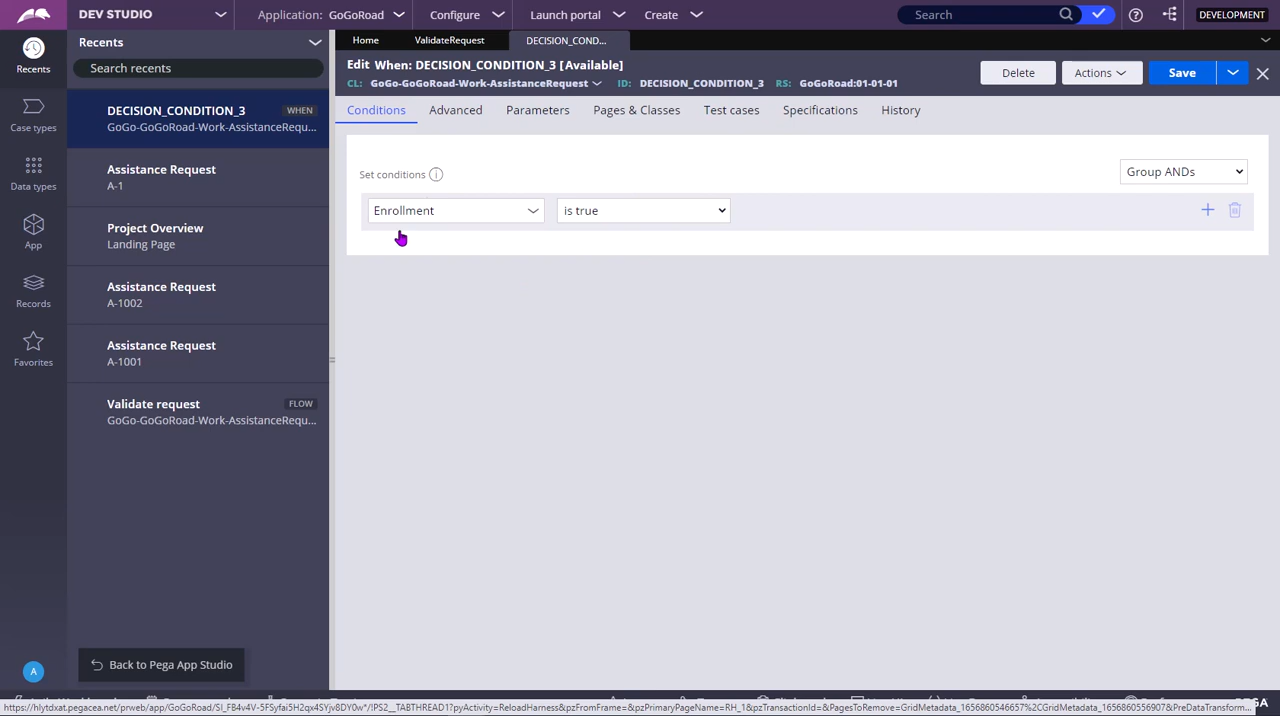 DEV STUDIO
Application: GoGoRoad
Configure
Launch portal
Create
Search
DEVELOPMENT
Recents
Search recents
DECISION_CONDITION_3 WHEN
GoGo-GoGoRoad-Work-AssistanceRequ...
Assistance Request
A-1
Project Overview
Landing Page
Assistance Request
A-1002
Assistance Request
A-1001
Validate request FLOW
GoGo-GoGoRoad-Work-AssistanceRequ...
Back to Pega App Studio
Recents
Case types
Data types
App
Records
Favorites
A
Home
ValidateRequest
DECISION_COND...
Edit When: DECISION_CONDITION_3 [Available]
CL: GoGo-GoGoRoad-Work-AssistanceRequest ID: DECISION_CONDITION_3 RS: GoGoRoad:01-01-01
Delete
Actions
Save
Conditions
Advanced
Parameters
Pages & Classes
Test cases
Specifications
History
Set conditions
Group ANDs
Enrollment
is true